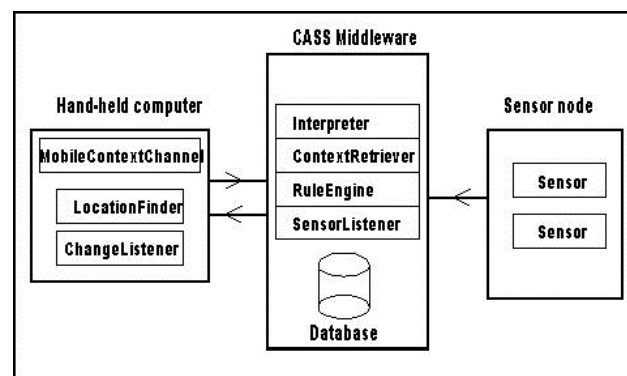 CASS Middleware
Hand-held computer
MobileContextChannel
LocationFinder
ChangeListener
Interpreter
ContextRetriever
RuleEngine
SensorListener
Database
Sensor node
Sensor
Sensor